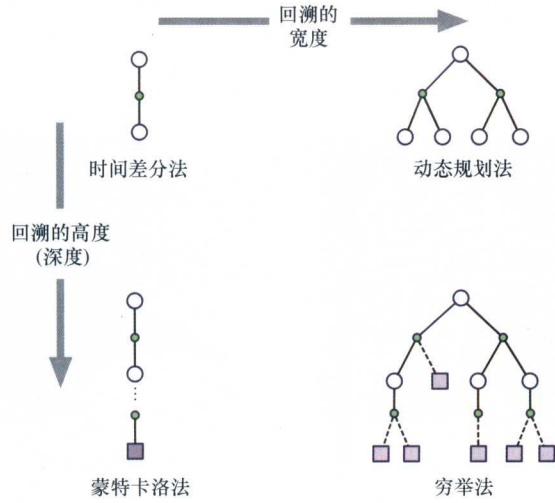 回溯的
宽度
时间差分法
动态规划法
回溯的高度
(深度)
蒙特卡洛法
穷举法